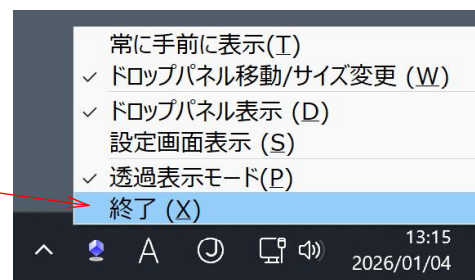 常に手前に表示(T)
✓ ドロップパネル移動/サイズ変更 (W)
✓ ドロップパネル表示 (D)
設定画面表示 (S)
✓ 透過表示モード(P)
終了 (X)
A
J
13:15
2026/01/04